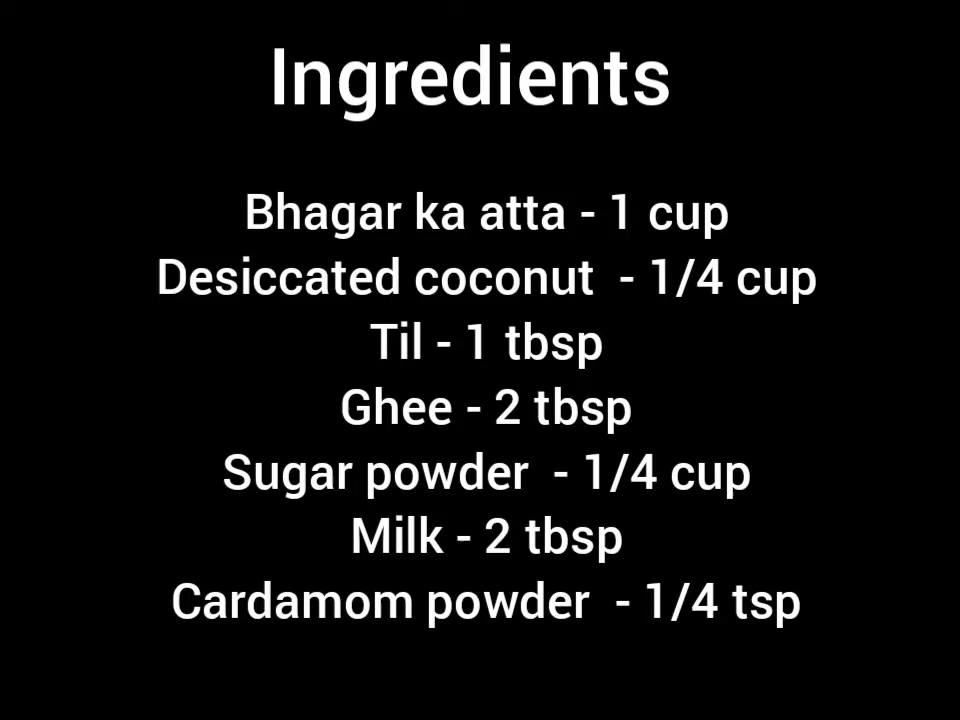 Ingredients
Bhagar ka atta - 1 cup
Desiccated coconut - 1/4 cup
Til - 1 tbsp
Ghee - 2 tbsp
Sugar powder - 1/4 cup
Milk - 2 tbsp
Cardamom powder - 1/4 tsp